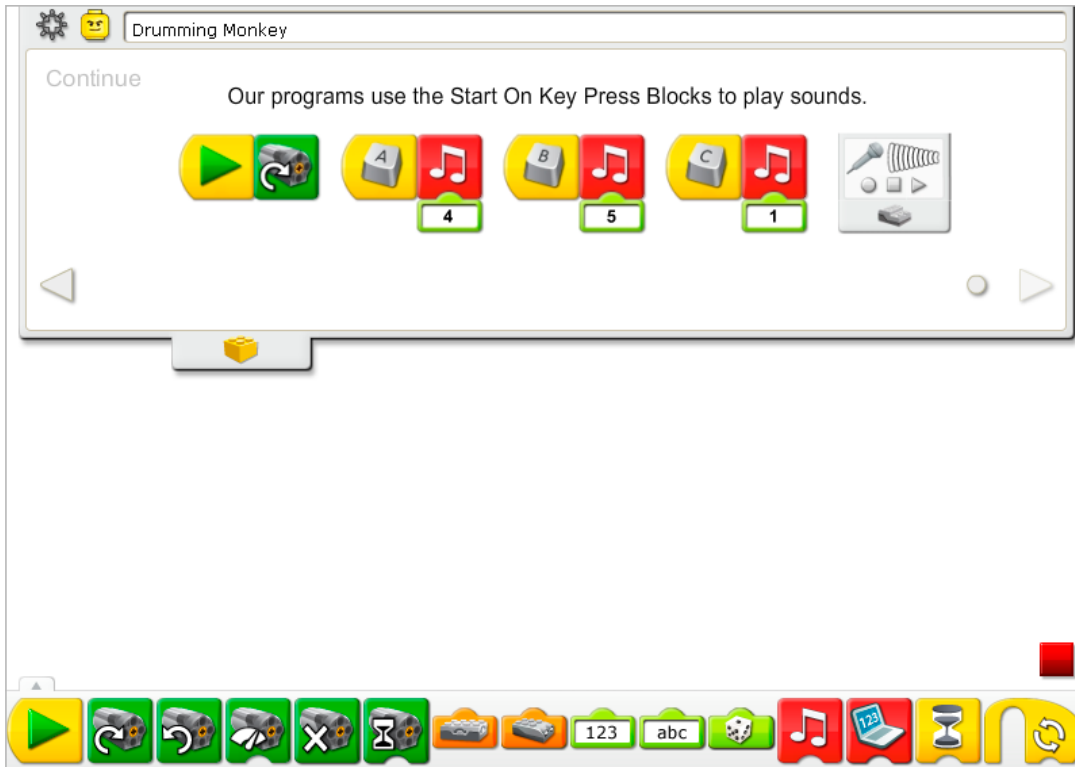 Drumming Monkey
Continue
Our programs use the Start On Key Press Blocks to play sounds.
A B C
4 5 1
123 abc 123